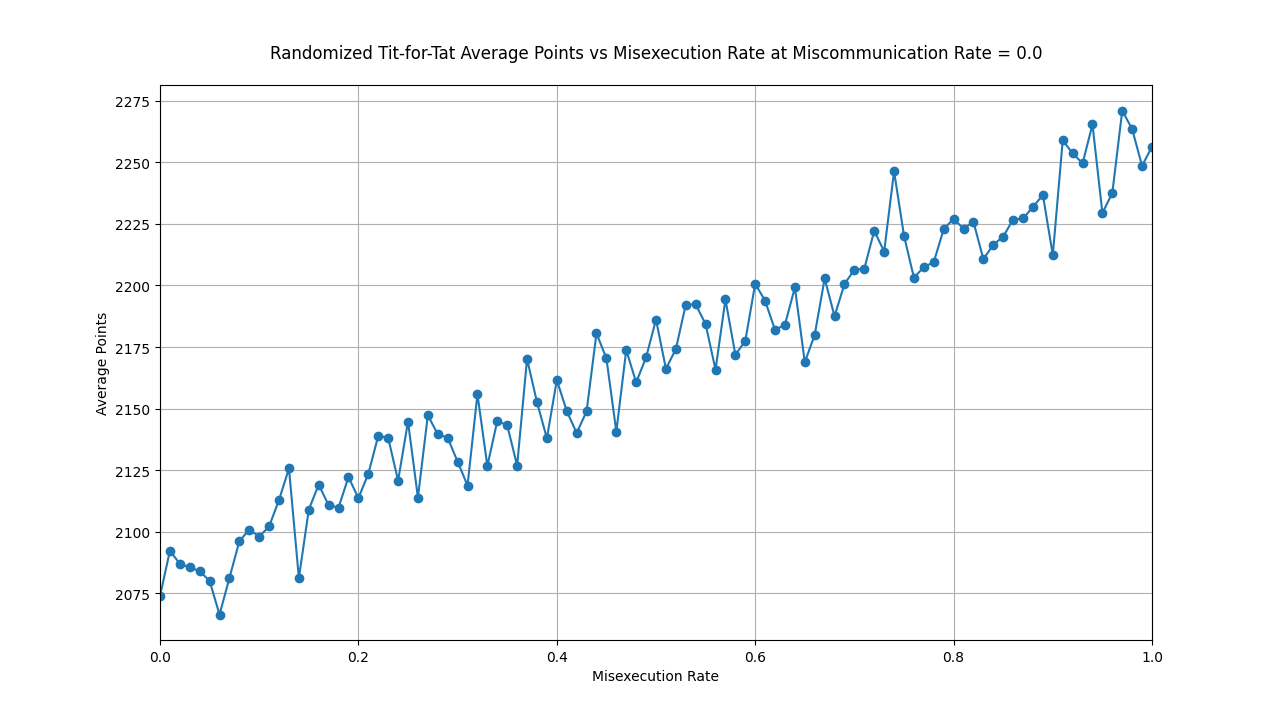 Randomized Tit-for-Tat Average Points vs Misexecution Rate at Miscommunication Rate = 0.0
2275
2250
2225
2200
2175
2150
2125
2100
2075
Average Points
0.0 0.2 0.4 0.6 0.8 1.0
Misexecution Rate